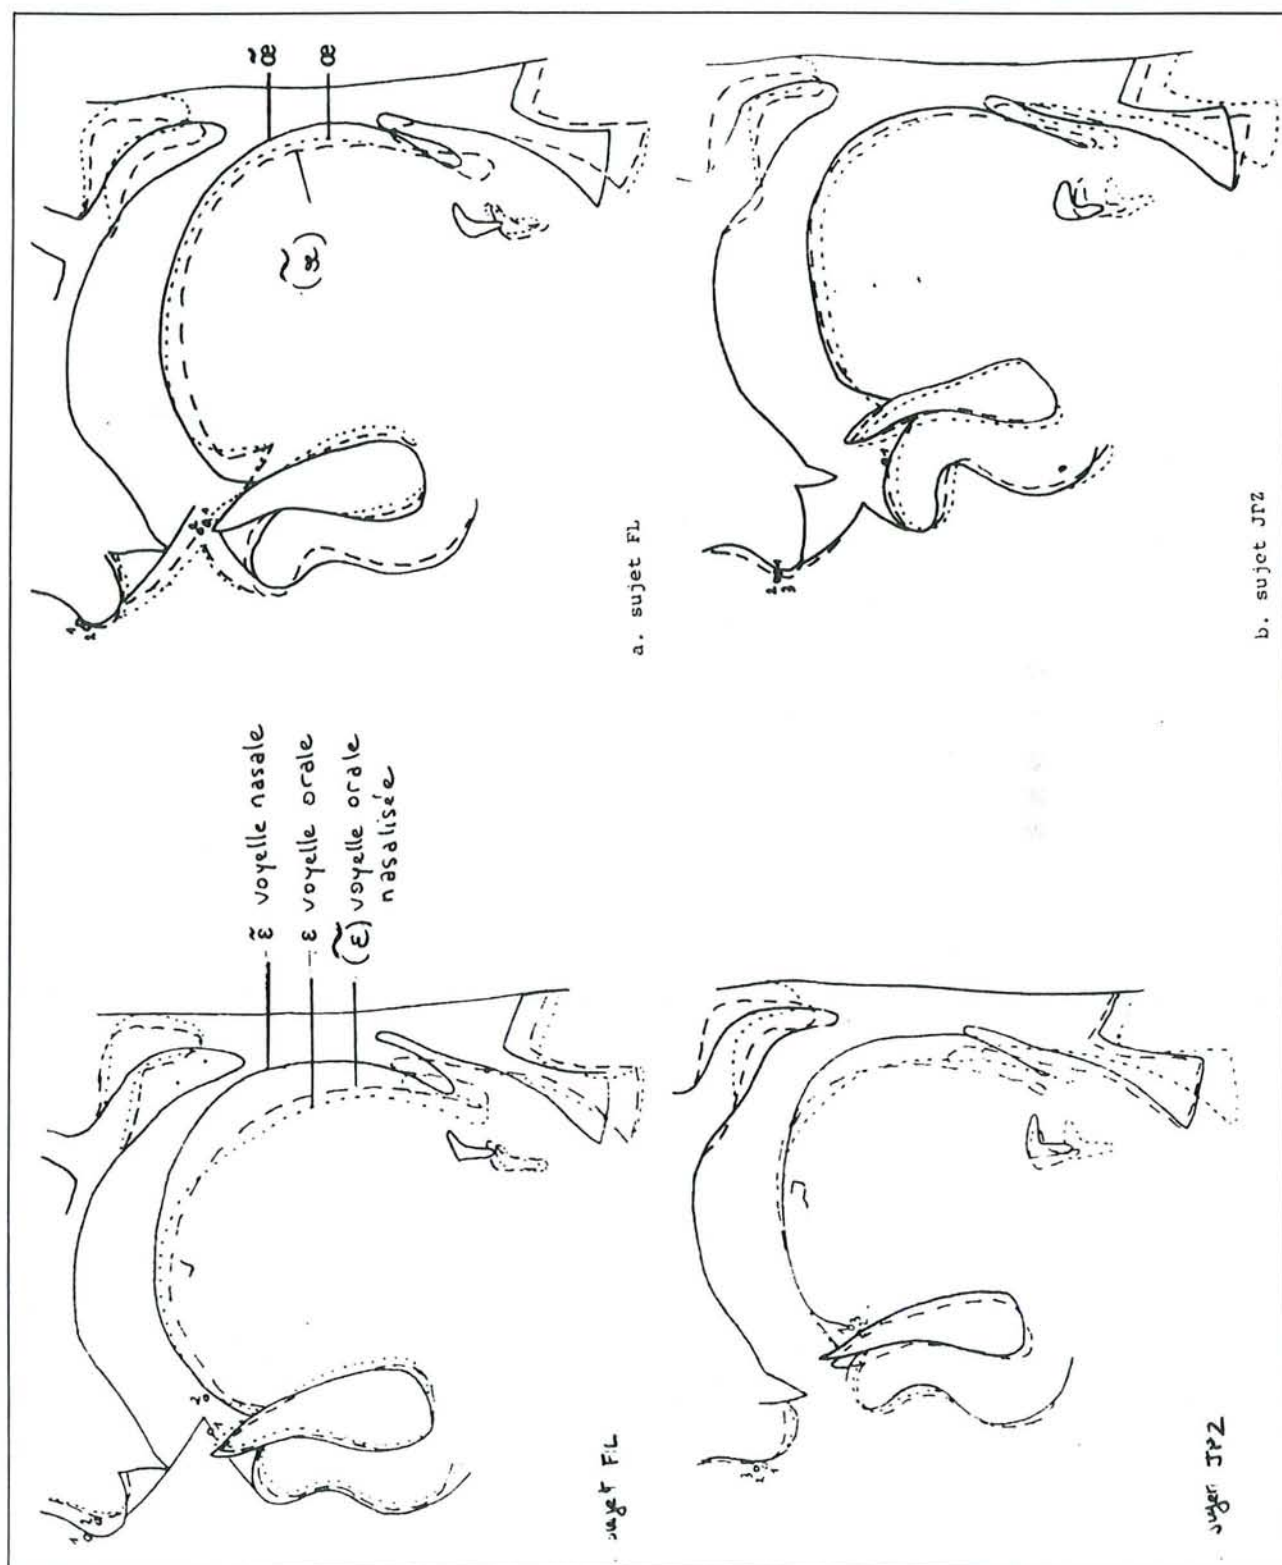 œ̃
œ
(œ̃)
a. sujet FL
b. sujet JPZ
ɛ̃ voyelle nasale
ɛ voyelle orale
(ɛ̃) voyelle orale
nasalisée
sujet FL
sujet JPZ